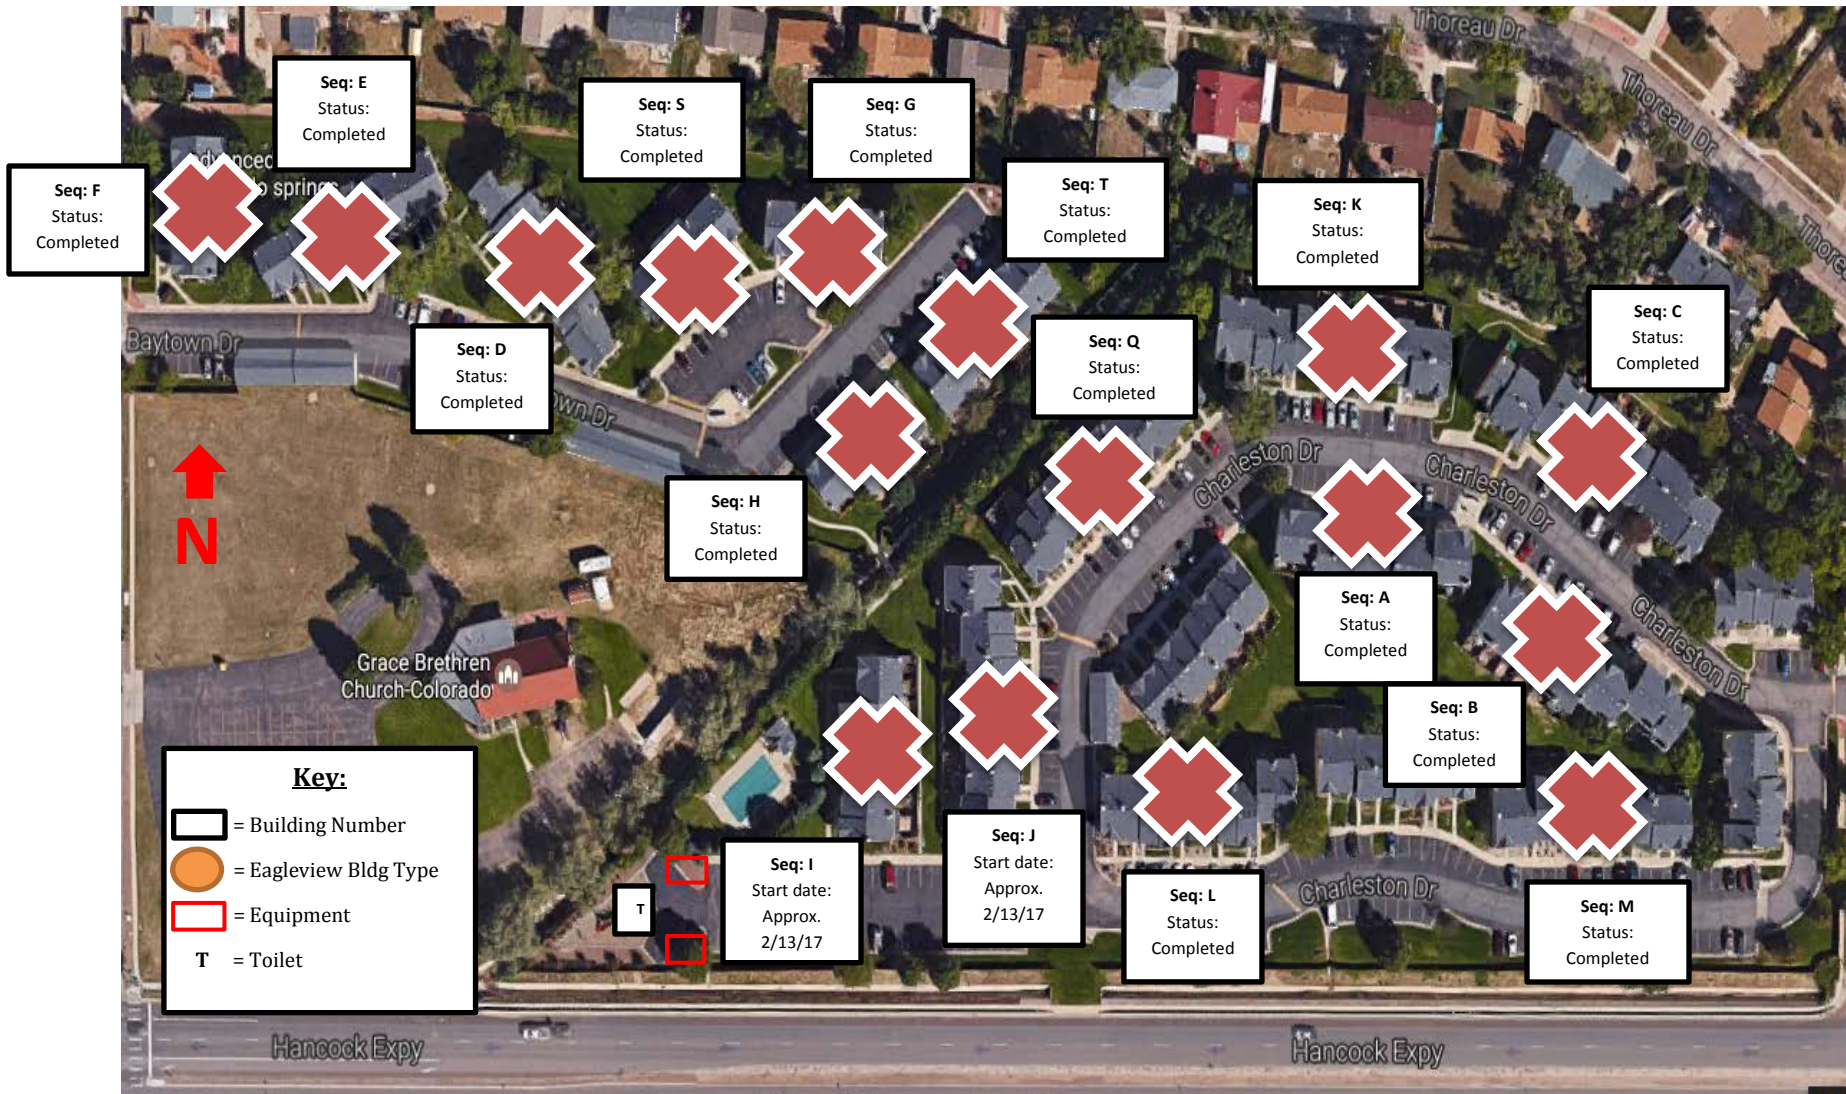 Thoreau Dr
Seq: E
Status:
Completed
Seq: S
Status:
Completed
Seq: G
Status:
Completed
Thoreau Dr
Seq: F
Status:
Completed
springs
Seq: T
Status:
Completed
Seq: K
Status:
Completed
Seq: C
Status:
Completed
Baytown Dr
Seq: D
Status:
Completed
Seq: Q
Status:
Completed
Charleston Dr
Charleston Dr
N
Seq: H
Status:
Completed
Seq: A
Status:
Completed
Charleston Dr
Grace Brethren
Church-Colorado
Seq: B
Status:
Completed
Key:
= Building Number
= Eagleview Bldg Type
= Equipment
T = Toilet
T
Seq: I
Start date:
Approx.
2/13/17
Seq: J
Start date:
Approx.
2/13/17
Seq: L
Status:
Completed
Charleston Dr
Seq: M
Status:
Completed
Hancock Expy
Hancock Expy